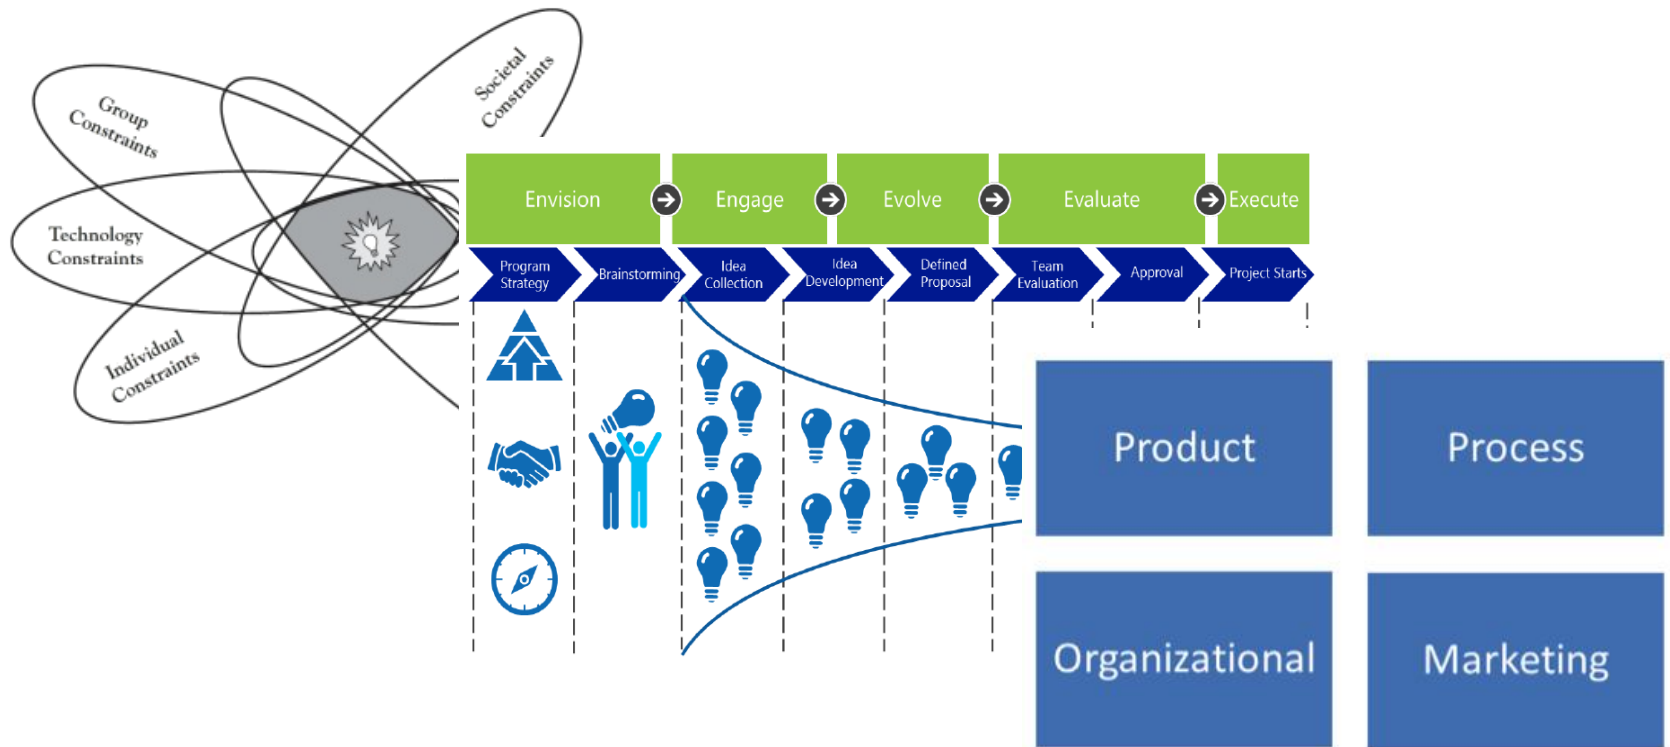 Societal
Constraints
Group
Constraints
Technology
Constraints
Individual
Constraints
Envision
Engage
Evolve
Evaluate
Execute
Program
Strategy
Brainstorming
Idea
Collection
Idea
Development
Defined
Proposal
Team
Evaluation
Approval
Project Starts
Product
Process
Organizational
Marketing